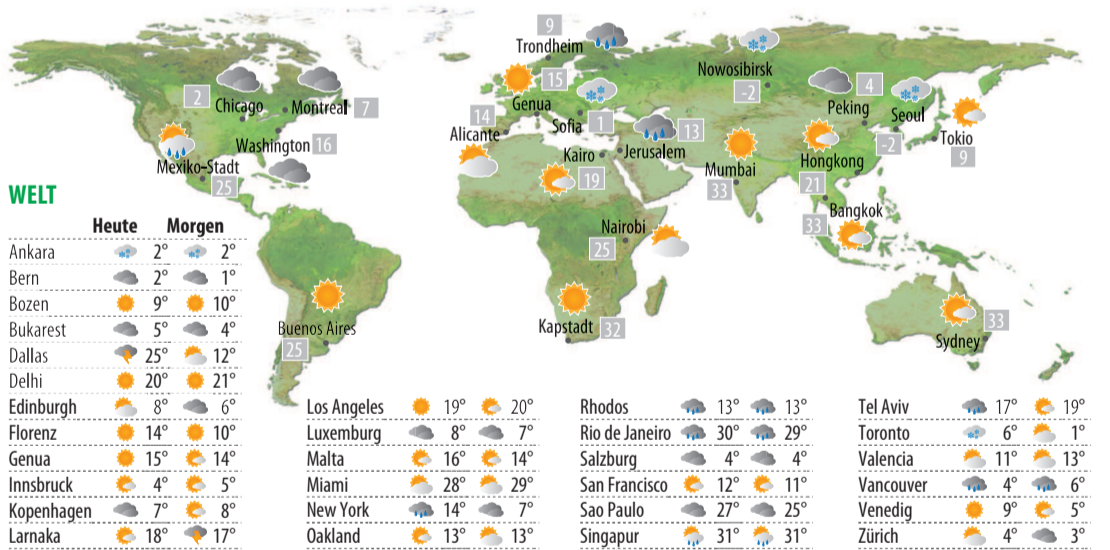 9
Trondheim
Nowosibirsk
-2
2
Chicago
Montreal 7
15
Genua
14
Alicante
Sofia 1
4
Peking
Seoul
-2
Tokio
9
Washington 16
Mexiko-Stadt
25
13
Jerusalem
Kairo
19
Mumbai
33
Hongkong
21
Bangkok
33
Nairobi
25
Buenos Aires
25
Kapstadt 32
33
Sydney
WELT
Heute Morgen
Ankara 2° 2°
Bern 2° 1°
Bozen 9° 10°
Bukarest 5° 4°
Dallas 25° 12°
Delhi 20° 21°
Edinburgh 8° 6°
Florenz 14° 10°
Genua 15° 14°
Innsbruck 4° 5°
Kopenhagen 7° 8°
Larnaka 18° 17°
Los Angeles 19° 20°
Luxemburg 8° 7°
Malta 16° 14°
Miami 28° 29°
New York 14° 7°
Oakland 13° 13°
Rhodos 13° 13°
Rio de Janeiro 30° 29°
Salzburg 4° 4°
San Francisco 12° 11°
Sao Paulo 27° 25°
Singapur 31° 31°
Tel Aviv 17° 19°
Toronto 6° 1°
Valencia 11° 13°
Vancouver 4° 6°
Venedig 9° 5°
Zürich 4° 3°